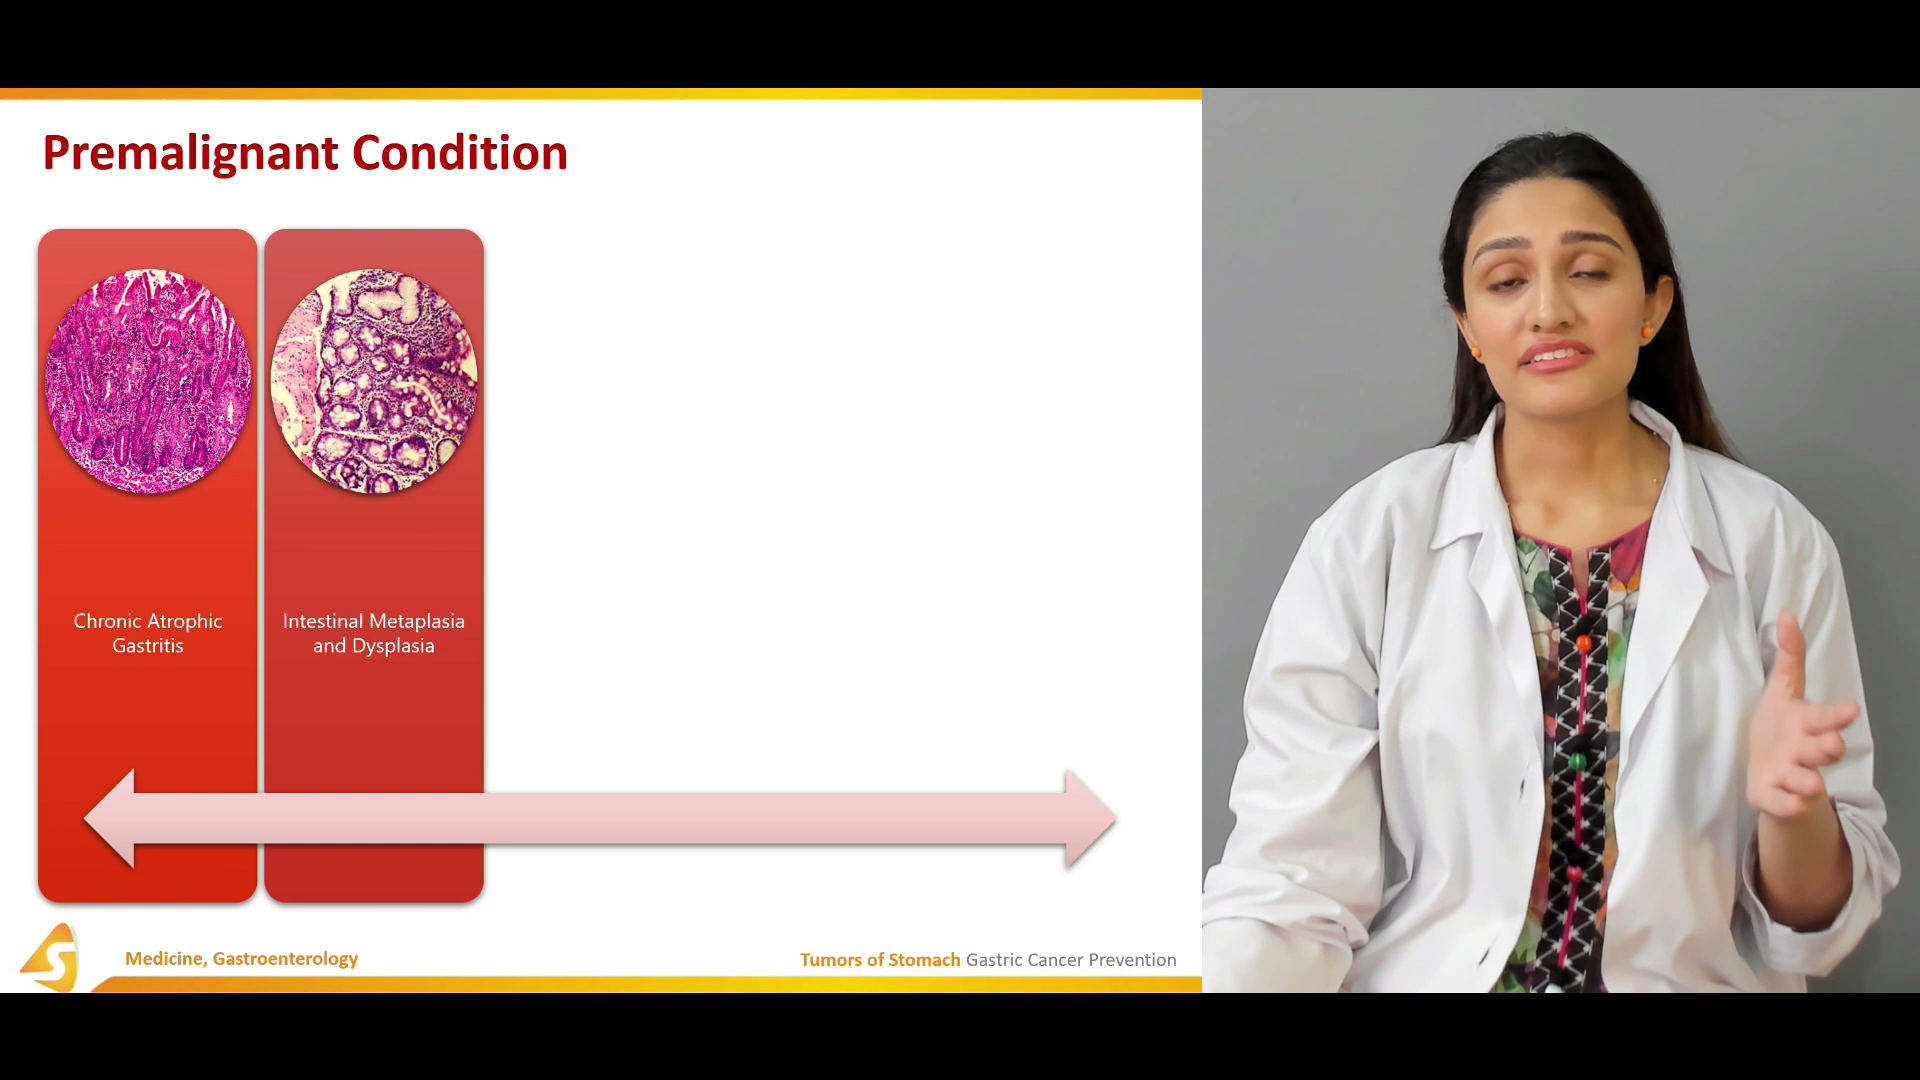 Premalignant Condition
Chronic Atrophic
Gastritis
Intestinal Metaplasia
and Dysplasia
Medicine, Gastroenterology
Tumors of Stomach Gastric Cancer Prevention